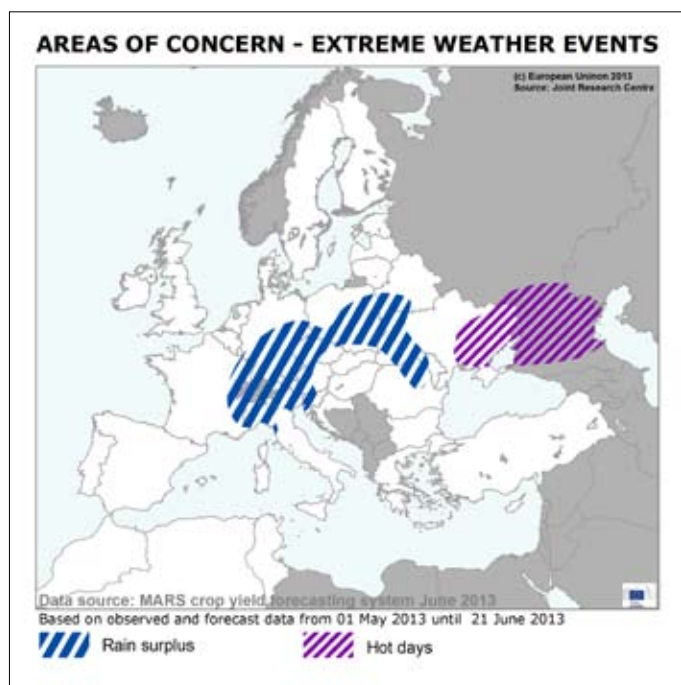 AREAS OF CONCERN - EXTREME WEATHER EVENTS
(c) European Uninon 2013
Source: Joint Research Centre
Data source: MARS crop yield forecasting system June 2013
Based on observed and forecast data from 01 May 2013 until 21 June 2013
Rain surplus
Hot days